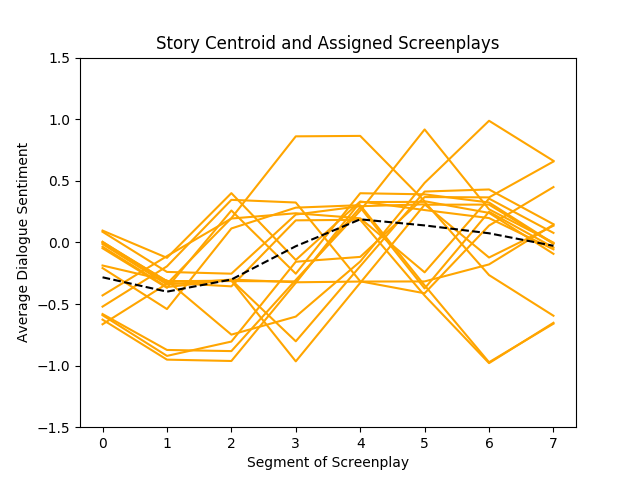 Story Centroid and Assigned Screenplays
1.5
1.0
0.5
0.0
−0.5
−1.0
−1.5
Average Dialogue Sentiment
0 1 2 3 4 5 6 7
Segment of Screenplay